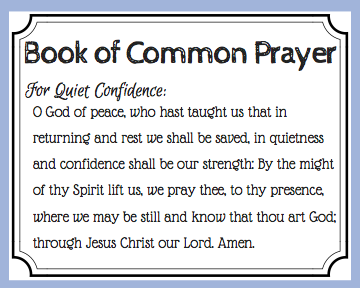 Book of Common Prayer
For Quiet Confidence:
O God of peace, who hast taught us that in
returning and rest we shall be saved, in quietness
and confidence shall be our strength: By the might
of thy Spirit lift us, we pray thee, to thy presence,
where we may be still and know that thou art God;
through Jesus Christ our Lord. Amen.